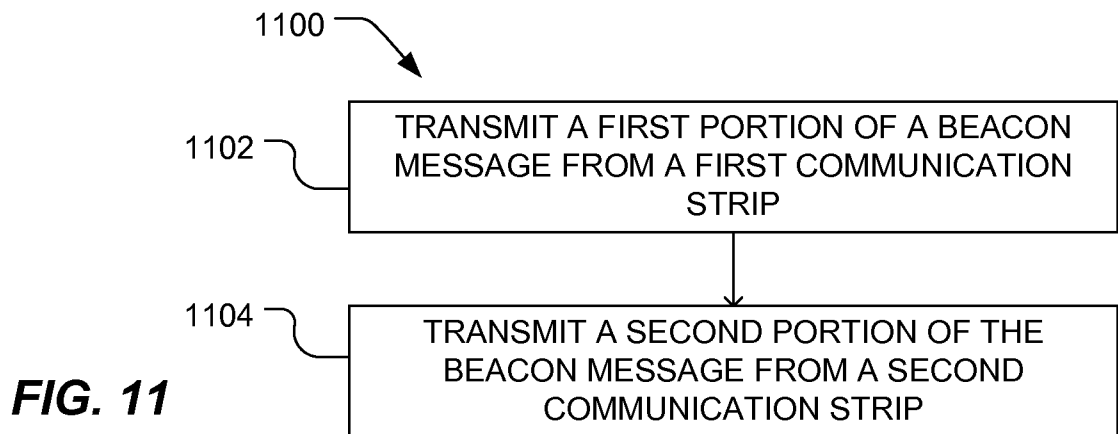 1100
1102
TRANSMIT A FIRST PORTION OF A BEACON
MESSAGE FROM A FIRST COMMUNICATION
STRIP
1104
TRANSMIT A SECOND PORTION OF THE
BEACON MESSAGE FROM A SECOND
COMMUNICATION STRIP
FIG. 11